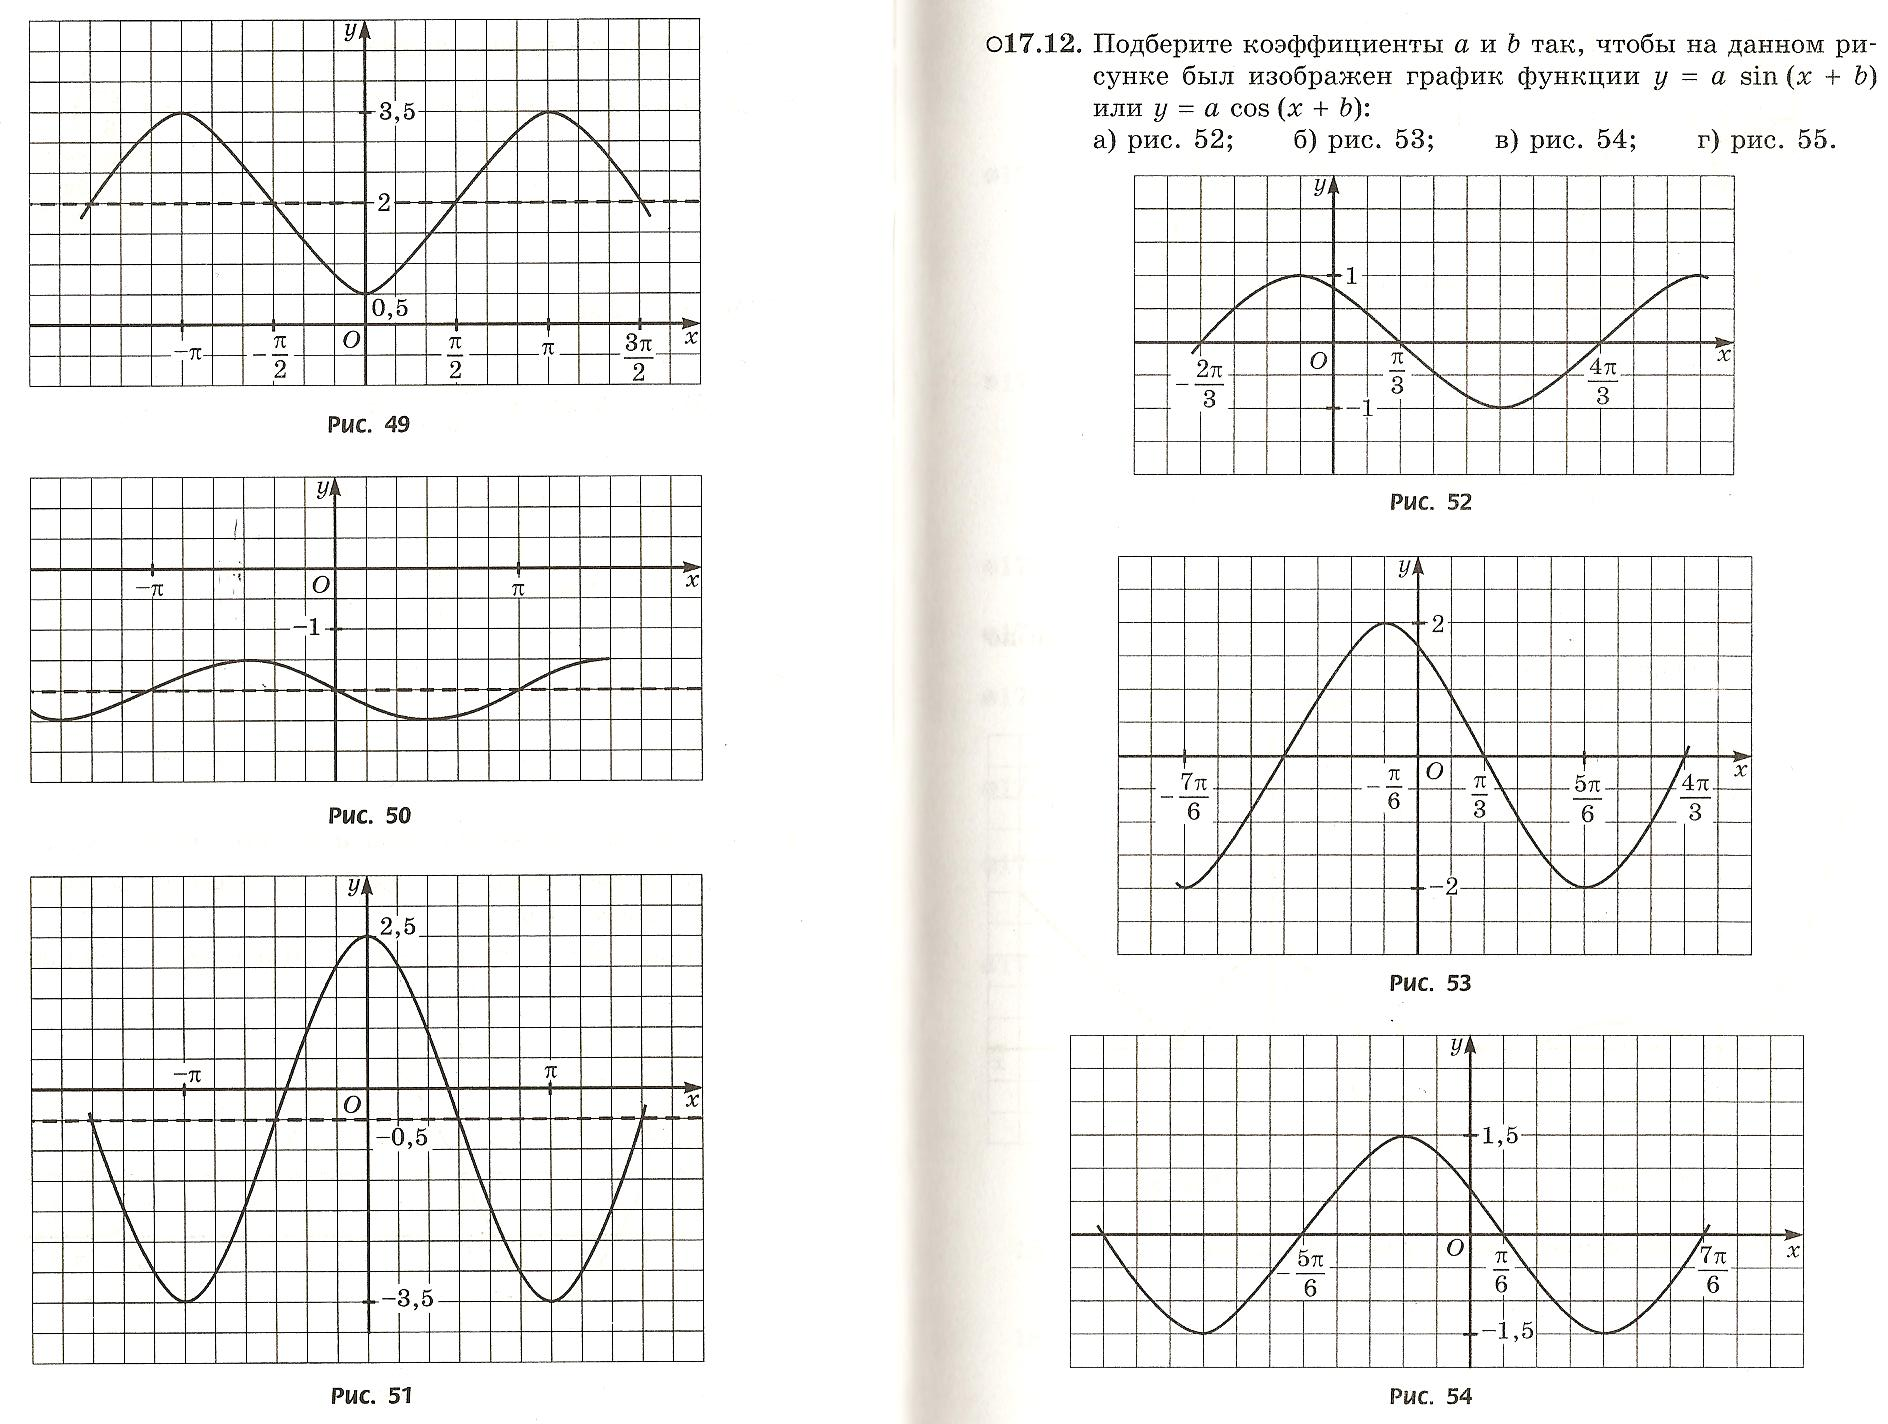 y
3,5
2
0,5
O
x
−π
−π/2
π/2
π
3π/2
Рис. 49
y
−π
O
π
x
−1
Рис. 50
y
2,5
−π
π
O
x
−0,5
−3,5
Рис. 51
17.12. Подберите коэффициенты a и b так, чтобы на данном ри-
сунке был изображен график функции y = a sin (x + b)
или y = a cos (x + b):
а) рис. 52; б) рис. 53; в) рис. 54; г) рис. 55.
y
1
O
x
−2π/3
π/3
4π/3
−1
Рис. 52
y
2
O
x
−7π/6
−π/6
π/3
5π/6
4π/3
−2
Рис. 53
y
1,5
O
x
−5π/6
π/6
7π/6
−1,5
Рис. 54